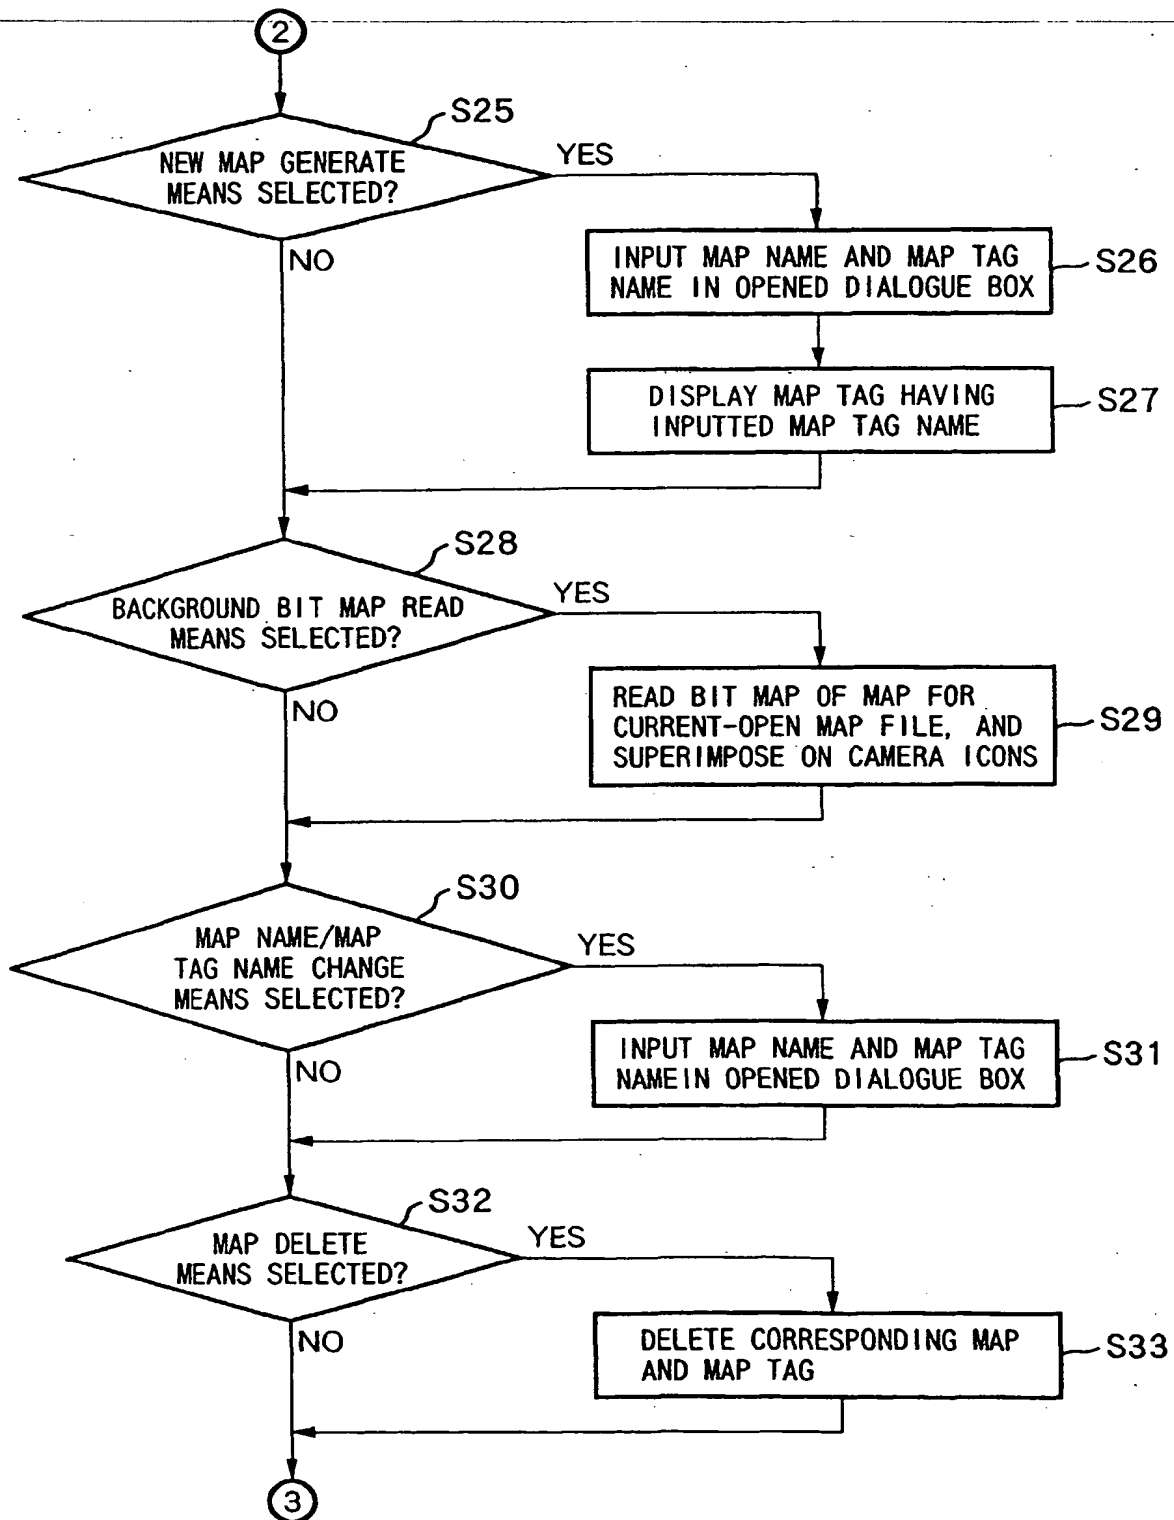 2
S25
NEW MAP GENERATE
MEANS SELECTED?
YES
NO
INPUT MAP NAME AND MAP TAG
NAME IN OPENED DIALOGUE BOX
S26
DISPLAY MAP TAG HAVING
INPUTTED MAP TAG NAME
S27
S28
BACKGROUND BIT MAP READ
MEANS SELECTED?
YES
NO
READ BIT MAP OF MAP FOR
CURRENT-OPEN MAP FILE, AND
SUPERIMPOSE ON CAMERA ICONS
S29
S30
MAP NAME/MAP
TAG NAME CHANGE
MEANS SELECTED?
YES
NO
INPUT MAP NAME AND MAP TAG
NAMEIN OPENED DIALOGUE BOX
S31
S32
MAP DELETE
MEANS SELECTED?
YES
NO
DELETE CORRESPONDING MAP
AND MAP TAG
S33
3